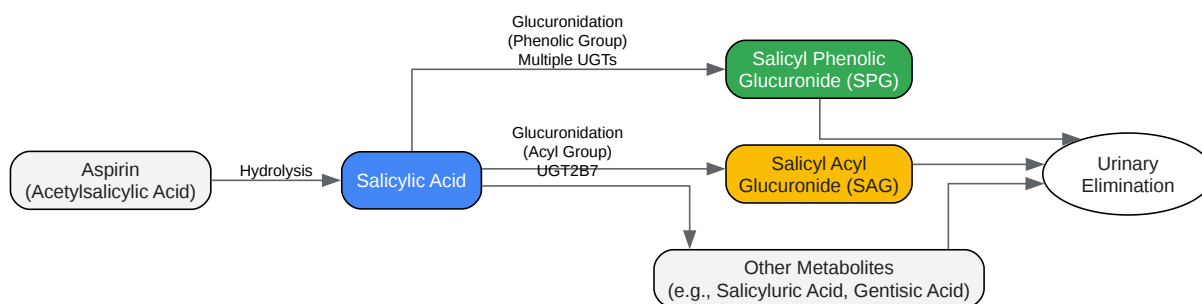 Aspirin
(Acetylsalicylic Acid)
Hydrolysis
Salicylic Acid
Glucuronidation
(Phenolic Group)
Multiple UGTs
Salicyl Phenolic
Glucuronide (SPG)
Glucuronidation
(Acyl Group)
UGT2B7
Salicyl Acyl
Glucuronide (SAG)
Other Metabolites
(e.g., Salicyluric Acid, Gentisic Acid)
Urinary
Elimination